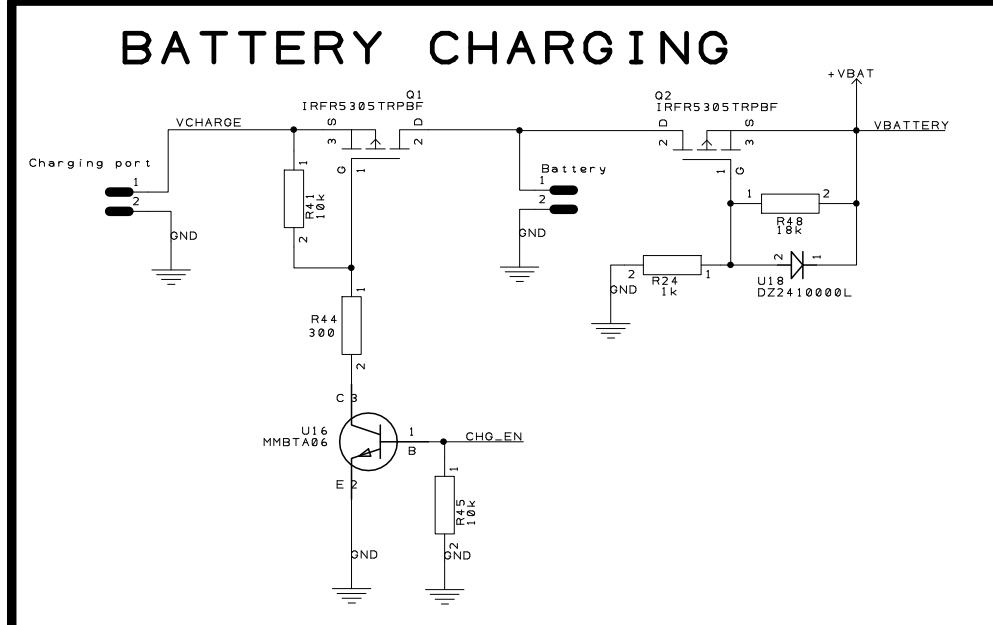 BATTERY CHARGING
+VBAT
Q1
IRFR5305TRPBF
Q2
IRFR5305TRPBF
VCHARGE
S
3
D
2
G
1
D
2
S
3
G
1
VBATTERY
Charging port
1
2
GND
1
R41
10k
2
Battery
1
2
GND
1
2
R48
18k
2
1
R24
1k
GND
2
1
U18
DZ2410000L
1
R44
300
2
C 3
U16
MMBTA06
1
B
CHG_EN
E 2
1
R45
10k
2
GND
GND